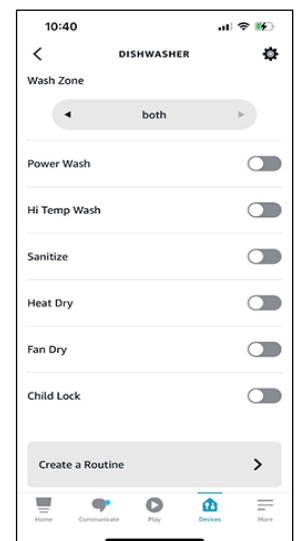 10:40
DISHWASHER
Wash Zone
both
Power Wash
Hi Temp Wash
Sanitize
Heat Dry
Fan Dry
Child Lock
Create a Routine
Home Communicate Play Devices More